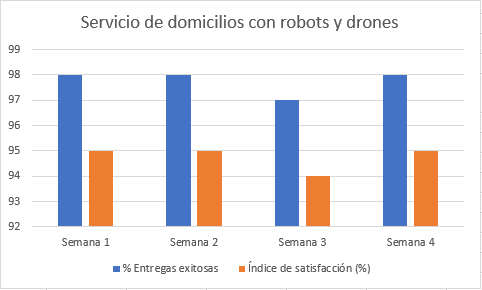 Servicio de domicilios con robots y drones
99
98
97
96
95
94
93
92
Semana 1 Semana 2 Semana 3 Semana 4
% Entregas exitosas Índice de satisfacción (%)